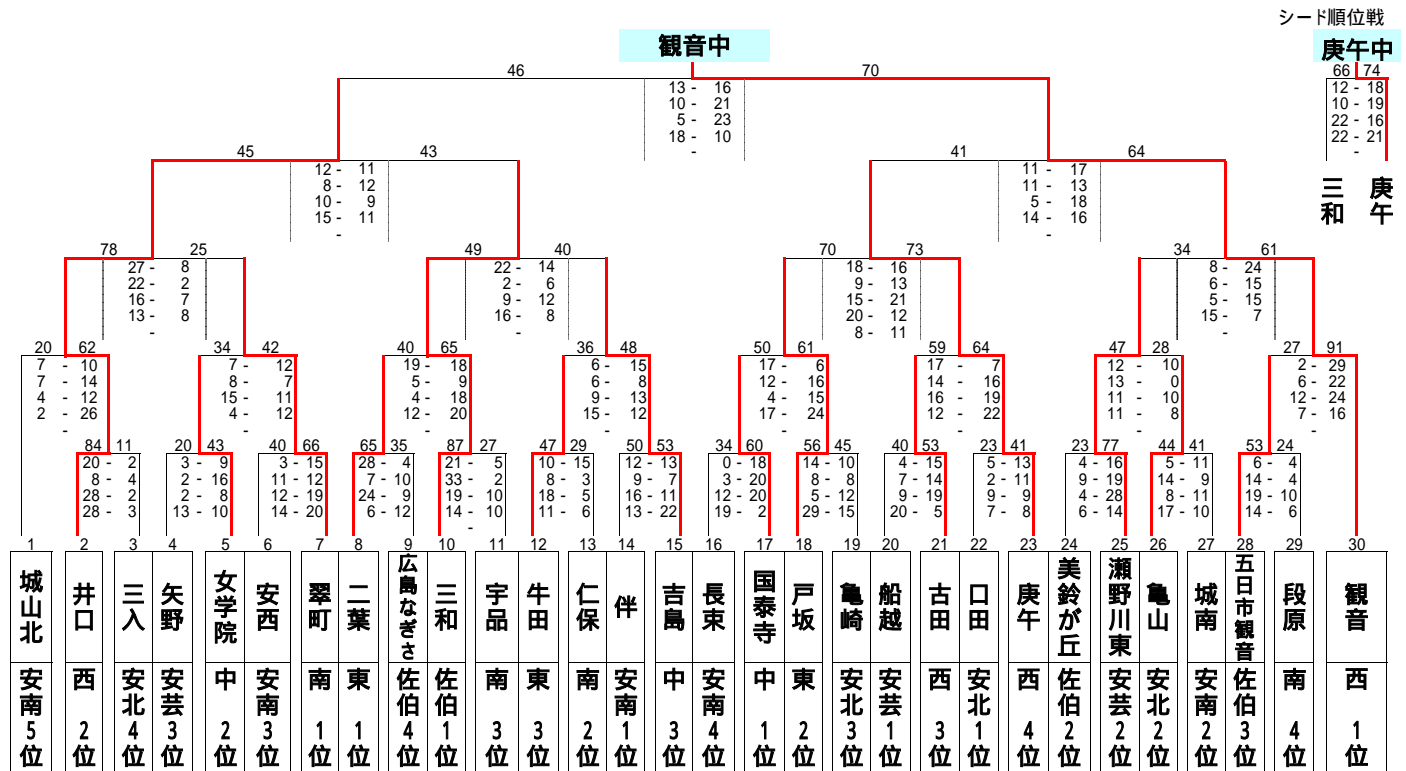 シード順位戦
観音中
庚午中
46 70
66 74
13 - 16
10 - 21
5 - 23
18 - 10
-
12 - 18
10 - 19
22 - 16
22 - 21
-
三和
庚午
45 43
12 - 11
8 - 12
10 - 9
15 - 11
-
41 64
11 - 17
11 - 13
5 - 18
14 - 16
-
78 25
27 - 8
22 - 2
16 - 7
13 - 8
-
49 40
22 - 14
2 - 6
9 - 12
16 - 8
-
70 73
18 - 16
9 - 13
15 - 21
20 - 12
8 - 11
34 61
8 - 24
6 - 15
5 - 15
15 - 7
-
20 62
7 - 10
7 - 14
4 - 12
2 - 26
-
34 42
7 - 12
8 - 7
15 - 11
4 - 12
-
40 65
19 - 18
5 - 9
4 - 18
12 - 20
-
36 48
6 - 15
6 - 8
9 - 13
15 - 12
-
50 61
17 - 6
12 - 16
4 - 15
17 - 24
-
59 64
17 - 7
14 - 16
16 - 19
12 - 22
-
47 28
12 - 10
13 - 0
11 - 10
11 - 8
-
27 91
2 - 29
6 - 22
12 - 24
7 - 16
-
84 11
20 - 2
8 - 4
28 - 2
28 - 3
20 43
3 - 9
2 - 16
2 - 8
13 - 10
40 66
3 - 15
11 - 12
12 - 19
14 - 20
65 35
28 - 4
7 - 10
24 - 9
6 - 12
87 27
21 - 5
33 - 2
19 - 10
14 - 10
-
47 29
10 - 15
8 - 3
18 - 5
11 - 6
50 53
12 - 13
9 - 7
16 - 11
13 - 22
34 60
0 - 18
3 - 20
12 - 20
19 - 2
56 45
14 - 10
8 - 8
5 - 12
29 - 15
40 53
4 - 15
7 - 14
9 - 19
20 - 5
23 41
5 - 13
2 - 11
9 - 9
7 - 8
23 77
4 - 16
9 - 19
4 - 28
6 - 14
44 41
5 - 11
14 - 9
8 - 11
17 - 10
53 24
6 - 4
14 - 4
19 - 10
14 - 6
1 2 3 4 5 6 7 8 9 10 11 12 13 14 15 16 17 18 19 20 21 22 23 24 25 26 27 28 29 30
城山北 井口 三入 矢野 女学院 安西 翠町 二葉 広島なぎさ 三和 宇品 牛田 仁保 伴 吉島 長束 国泰寺 戸坂 亀崎 船越 古田 口田 庚午 美鈴が丘 瀬野川東 亀山 城南 五日市観音 段原 観音
安南5位 西2位 安北4位 安芸3位 中2位 安南3位 南1位 東1位 佐伯4位 佐伯1位 南3位 東3位 南2位 安南1位 中3位 安南4位 中1位 東2位 安北3位 安芸1位 西3位 安北1位 西4位 佐伯2位 安芸2位 安北2位 安南2位 佐伯3位 南4位 西1位